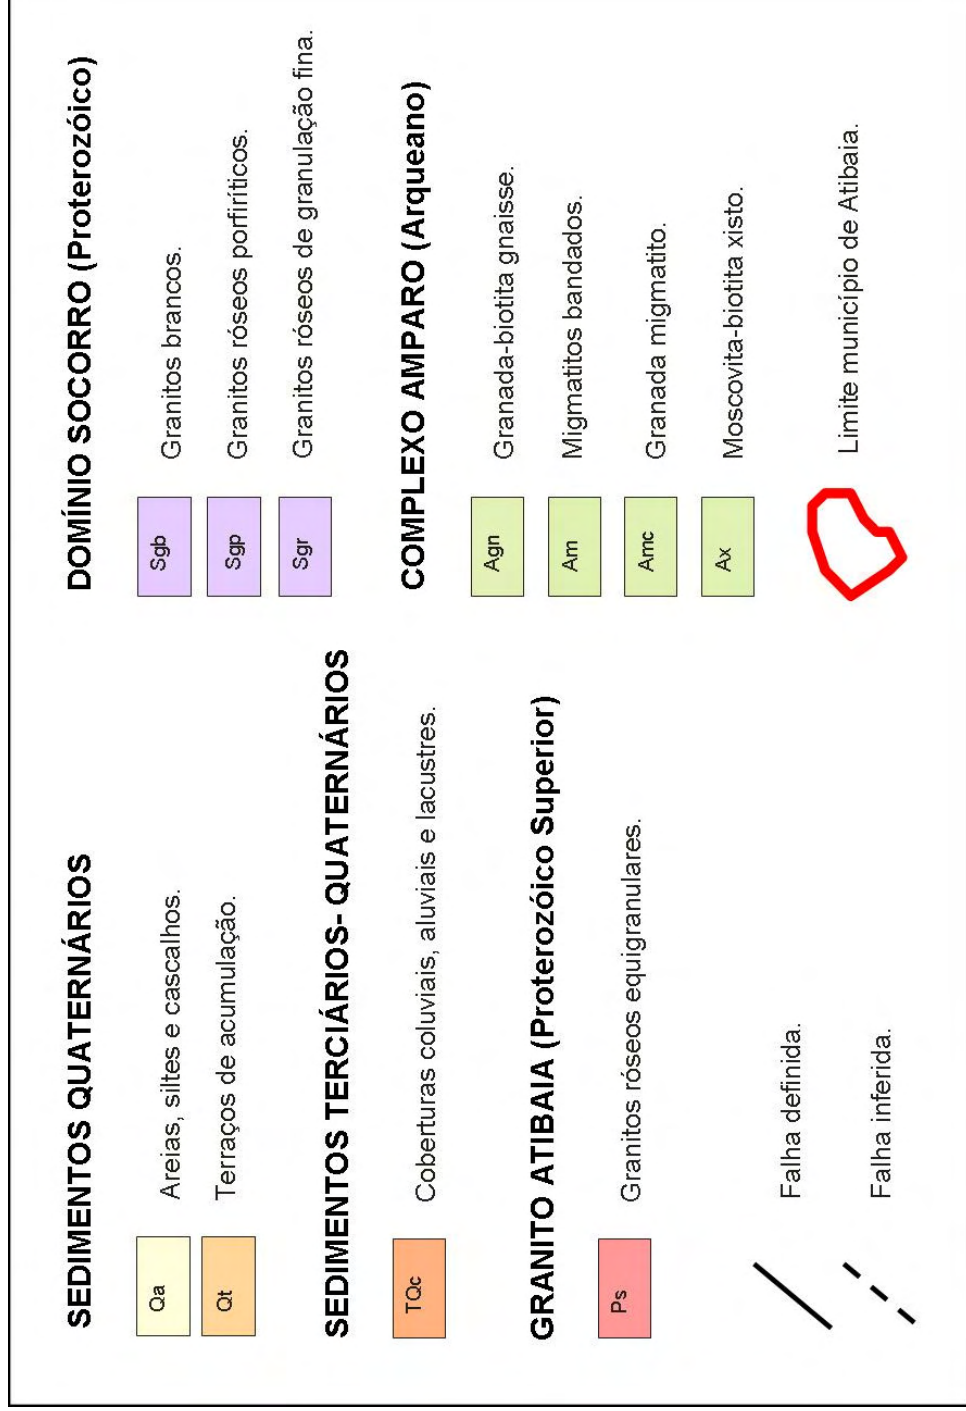 SEDIMENTOS QUATERNÁRIOS
Qa Areias, siltes e cascalhos.
Qt Terraços de acumulação.
SEDIMENTOS TERCIÁRIOS- QUATERNÁRIOS
TQc Coberturas coluviais, aluviais e lacustres.
GRANITO ATIBAIA (Proterozóico Superior)
Ps Granitos róseos equigranulares.
Falha definida.
Falha inferida.
DOMÍNIO SOCORRO (Proterozóico)
Sgb Granitos brancos.
Sgp Granitos róseos porfiríticos.
Sgr Granitos róseos de granulação fina.
COMPLEXO AMPARO (Arqueano)
Agn Granada-biotita gnaisse.
Am Migmatitos bandados.
Amc Granada migmatito.
Ax Moscovita-biotita xisto.
Limite município de Atibaia.